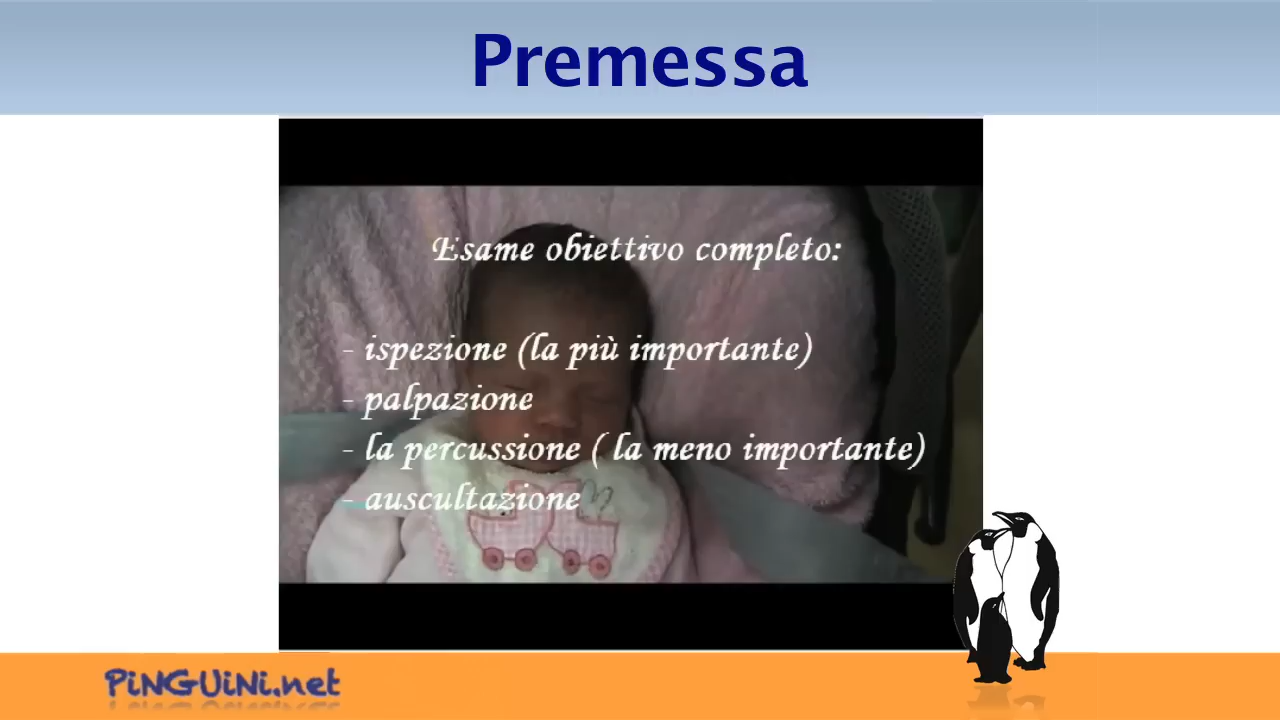 Premessa
Esame obiettivo completo:
- ispezione (la più importante)
- palpazione
- la percussione ( la meno importante)
- auscultazione
PiNGUiNi.net